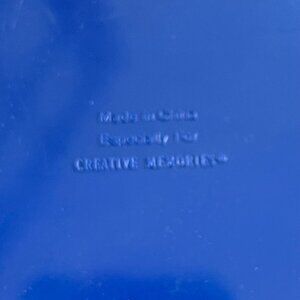 Made in China
Especially For
CREATIVE MEMORIES®